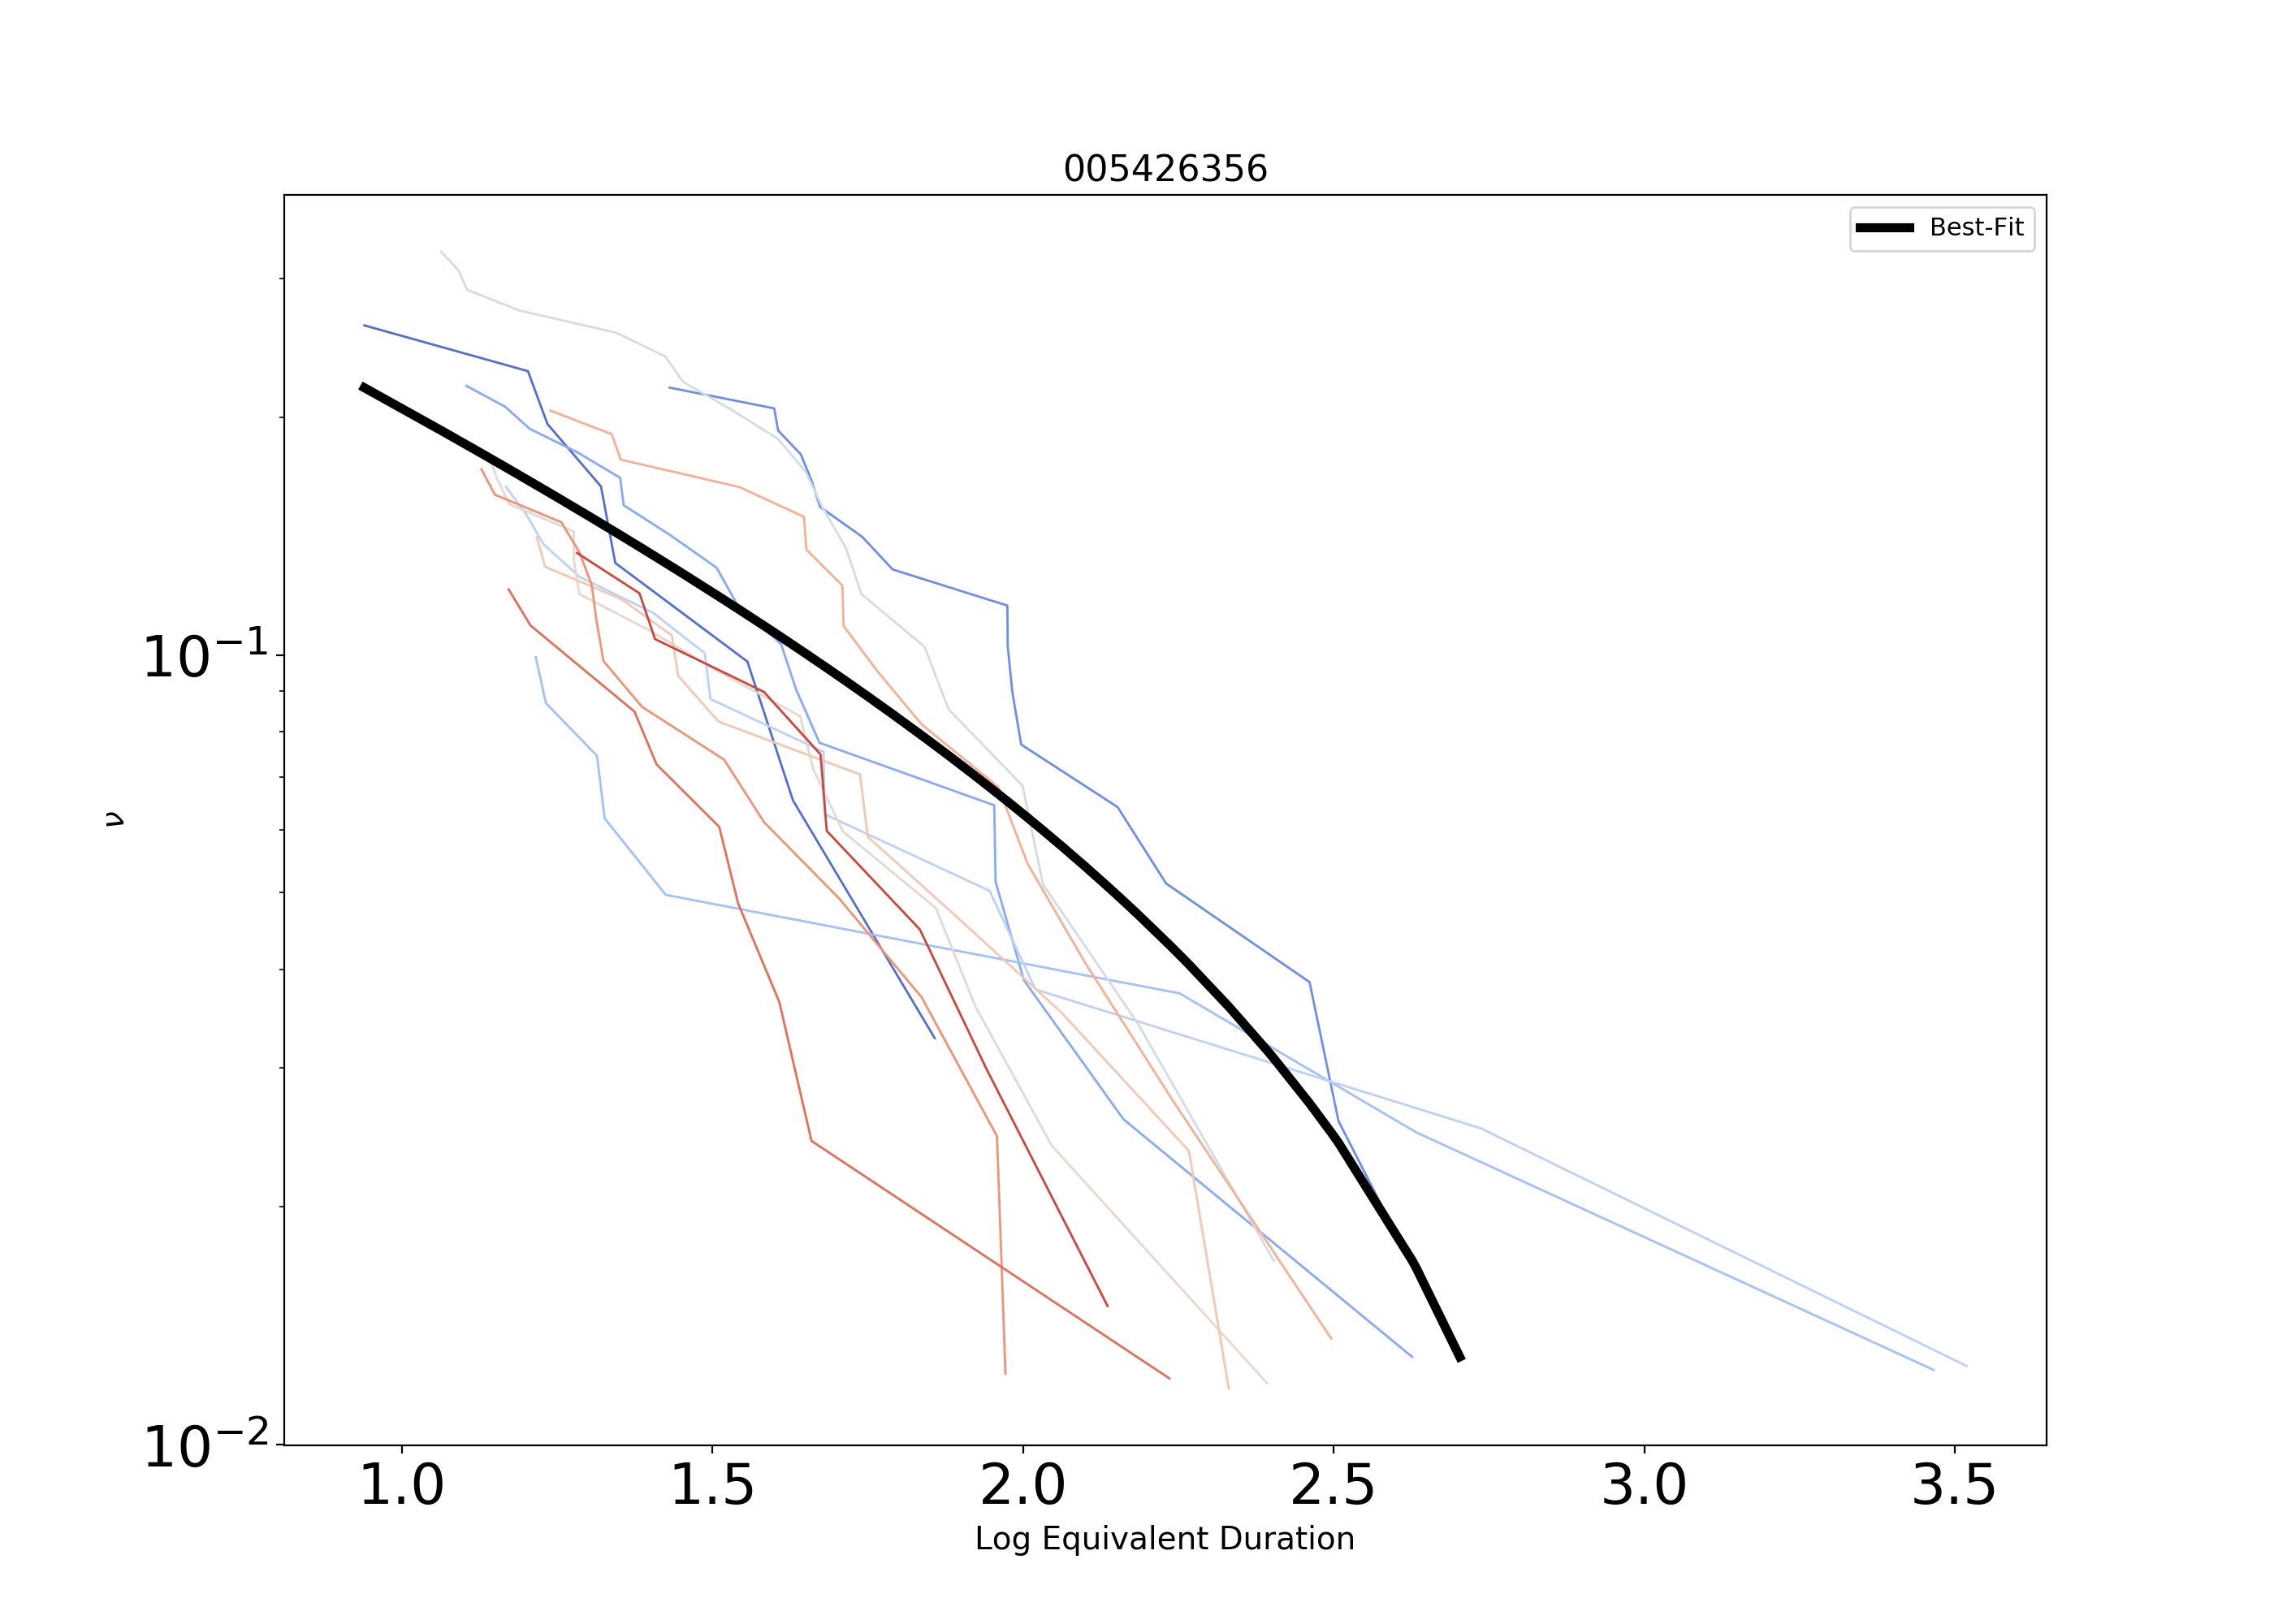 005426356
Best-Fit
10⁻¹
ν
10⁻²
1.0 1.5 2.0 2.5 3.0 3.5
Log Equivalent Duration